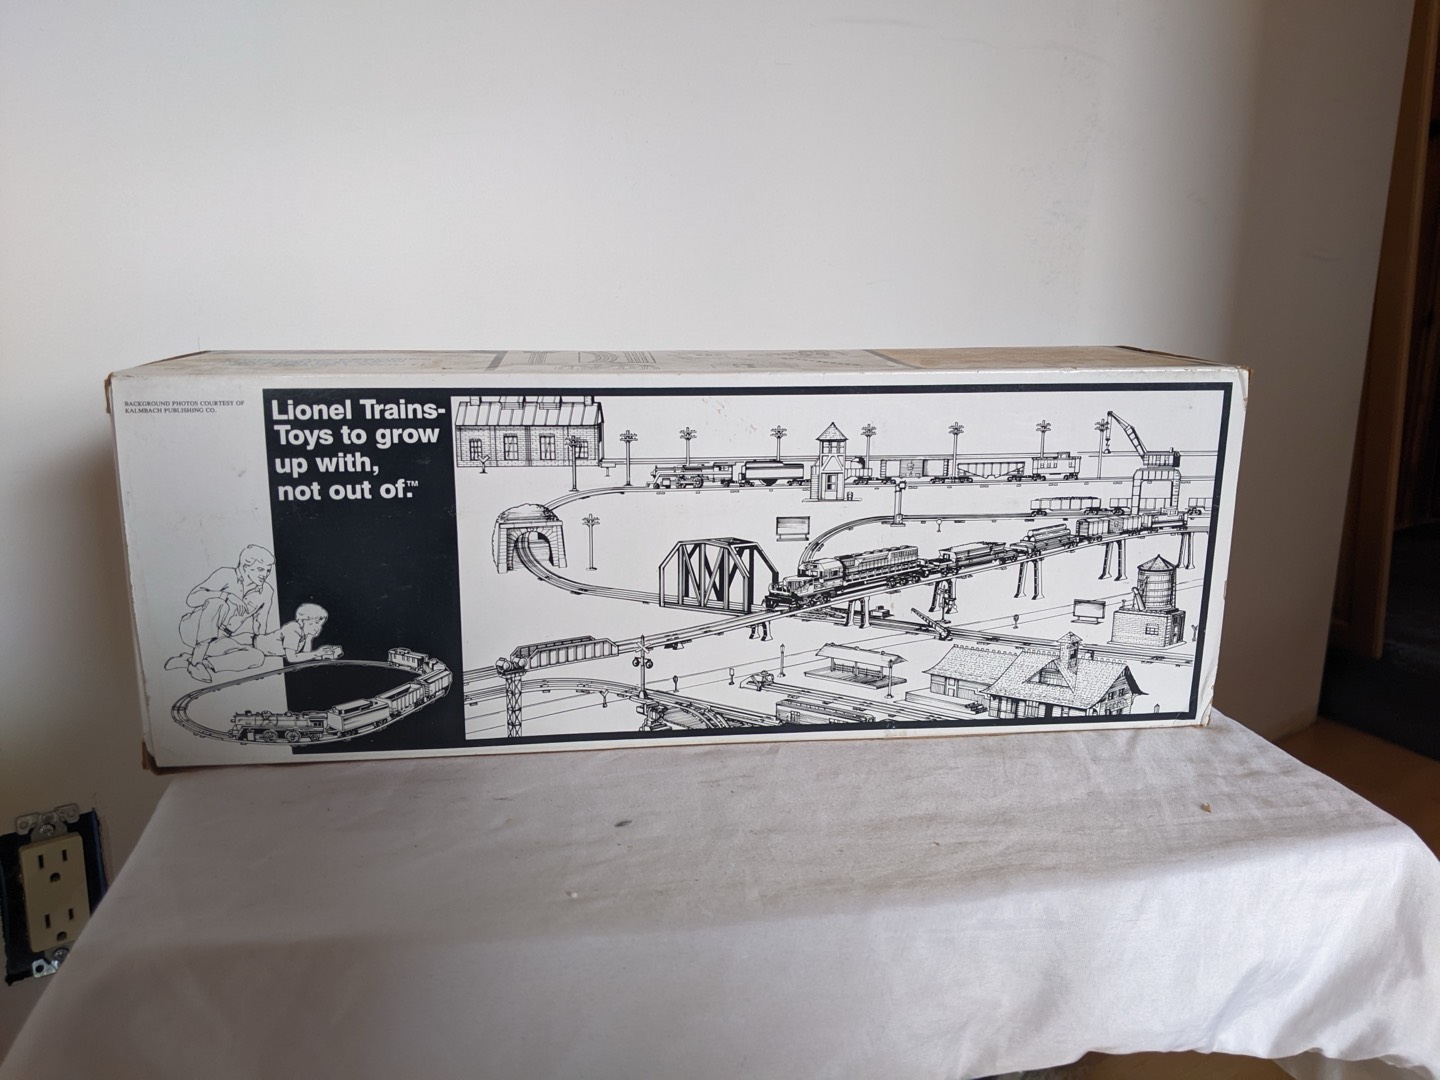 BACKGROUND PHOTOS COURTESY OF
KALMBACH PUBLISHING CO.
Lionel Trains-
Toys to grow
up with,
not out of.™